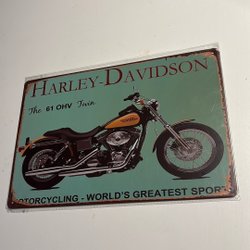 HARLEY-DAVIDSON
The 61 OHV Twin
MOTORCYCLING - WORLD'S GREATEST SPORT